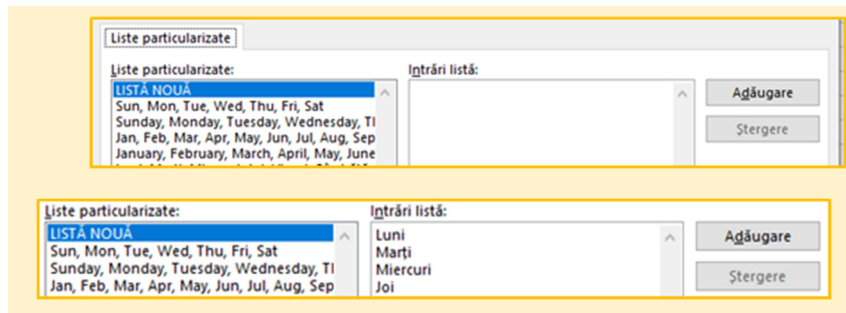 Liste particularizate
Liste particularizate:
Intrări listă:
LISTĂ NOUĂ
Sun, Mon, Tue, Wed, Thu, Fri, Sat
Sunday, Monday, Tuesday, Wednesday,
Jan, Feb, Mar, Apr, May, Jun, Jul, Aug, Sep
January, February, March, April, May, June
Adăugare
Ștergere
Liste particularizate:
Intrări listă:
LISTĂ NOUĂ
Sun, Mon, Tue, Wed, Thu, Fri, Sat
Sunday, Monday, Tuesday, Wednesday,
Jan, Feb, Mar, Apr, May, Jun, Jul, Aug, Sep
Luni
Marți
Miercuri
Joi
Adăugare
Ștergere